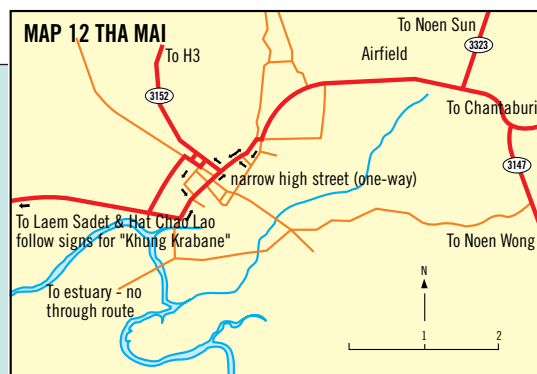 MAP 12 THA MAI
To Noen Sun
3323
To H3
Airfield
3152
To Chantaburi
3147
narrow high street (one-way)
To Laem Sadet & Hat Chao Lao
follow signs for "Khung Krabane"
To Noen Wong
To estuary - no
through route
N
1
2